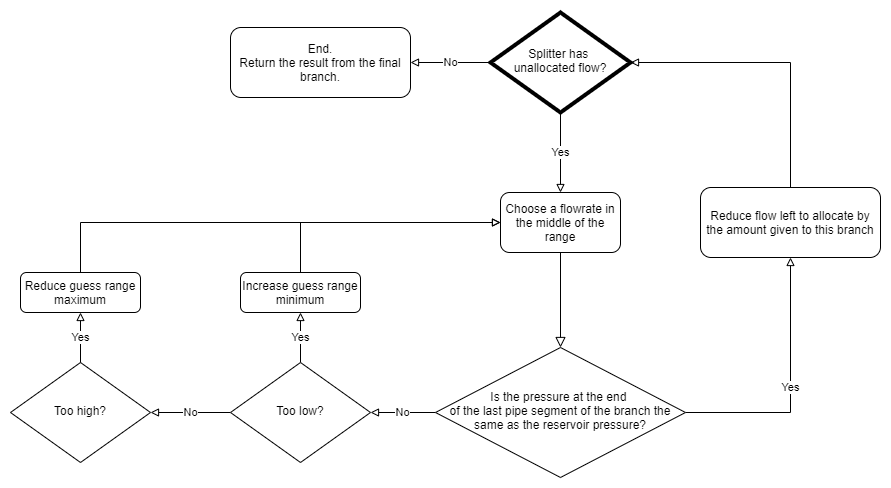 Splitter has
unallocated flow?
No
End.
Return the result from the final
branch.
Yes
Choose a flowrate in
the middle of the
range
Reduce flow left to allocate by
the amount given to this branch
Reduce guess range
maximum
Increase guess range
minimum
Yes
Yes
Yes
Too high?
No
Too low?
No
Is the pressure at the end
of the last pipe segment of the branch the
same as the reservoir pressure?